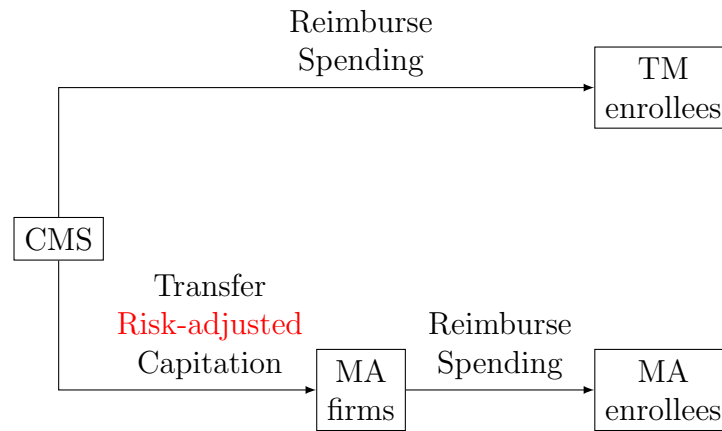 Reimburse
Spending
TM
enrollees
CMS
Transfer
Risk-adjusted
Capitation
MA
firms
Reimburse
Spending
MA
enrollees